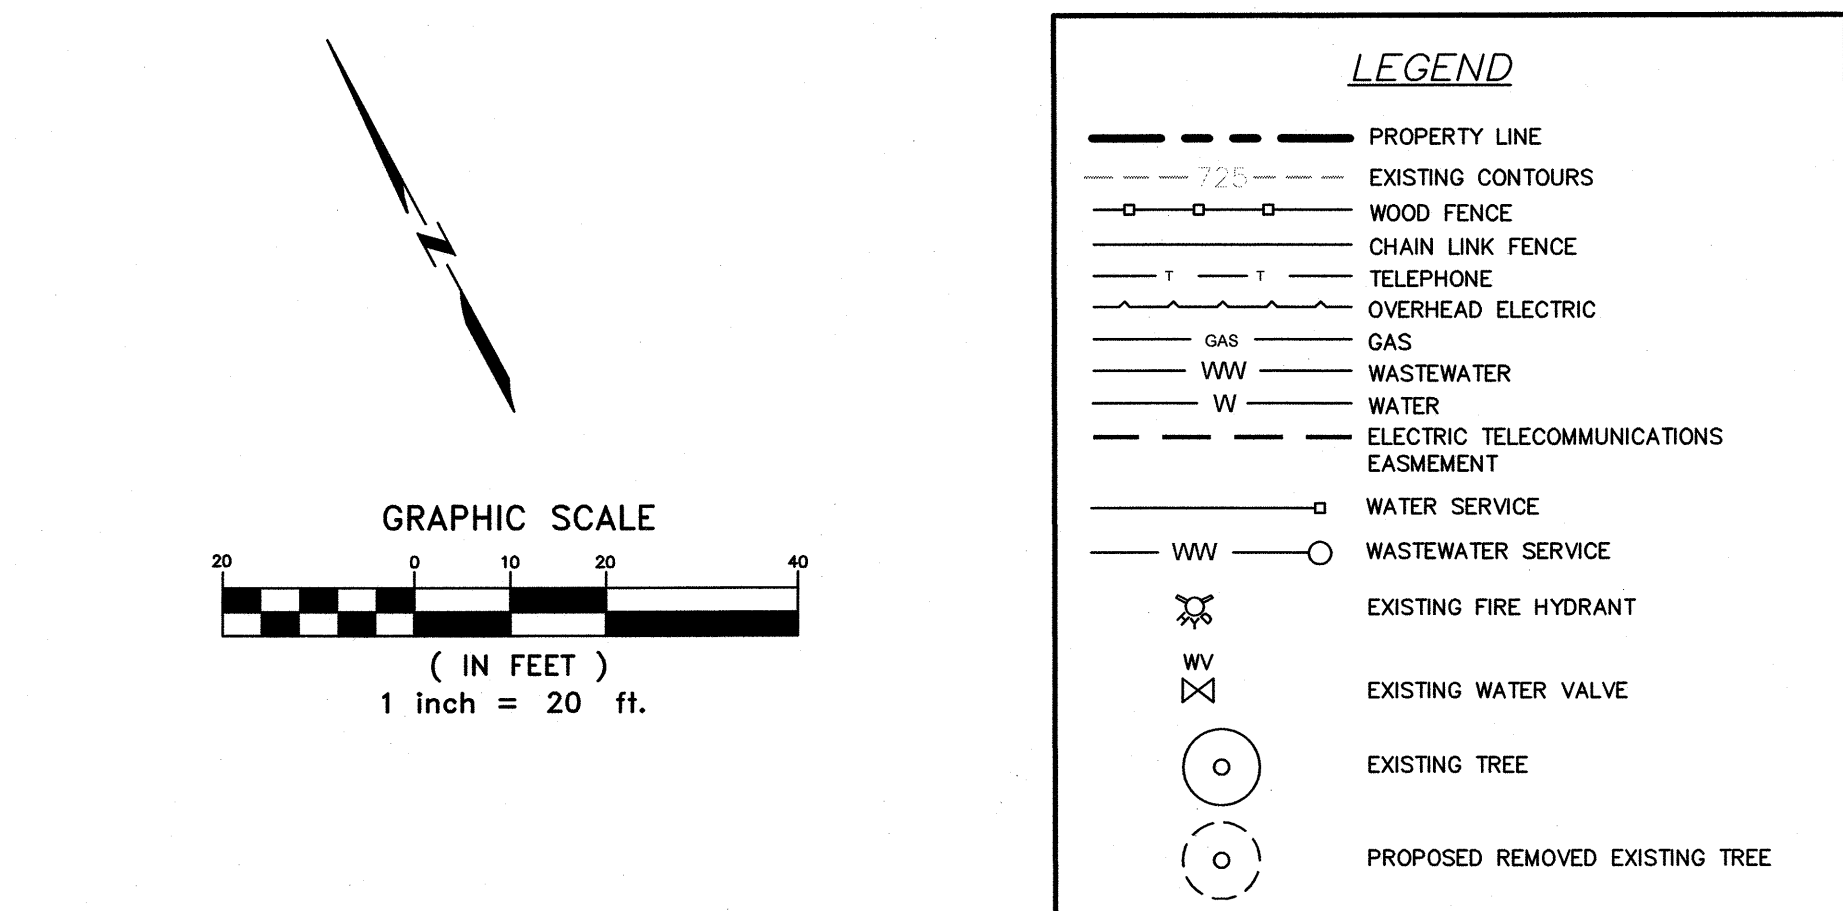 N
GRAPHIC SCALE
20 0 10 20 40
( IN FEET )
1 inch = 20 ft.
LEGEND
PROPERTY LINE
725 EXISTING CONTOURS
WOOD FENCE
CHAIN LINK FENCE
T T TELEPHONE
OVERHEAD ELECTRIC
GAS GAS
WW WASTEWATER
W WATER
ELECTRIC TELECOMMUNICATIONS
EASMEMENT
WATER SERVICE
WW WASTEWATER SERVICE
EXISTING FIRE HYDRANT
WV
EXISTING WATER VALVE
EXISTING TREE
PROPOSED REMOVED EXISTING TREE